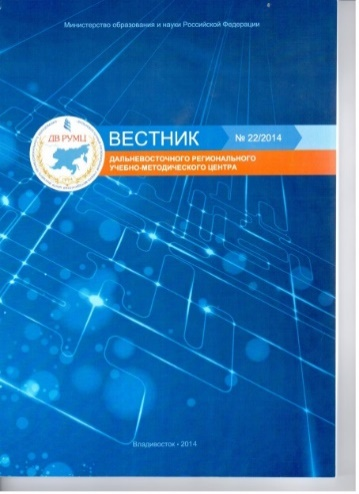 Министерство образования и науки Российской Федерации
ДВ РУМЦ
ВЕСТНИК
№ 22/2014
ДАЛЬНЕВОСТОЧНОГО РЕГИОНАЛЬНОГО
УЧЕБНО-МЕТОДИЧЕСКОГО ЦЕНТРА
Владивосток • 2014